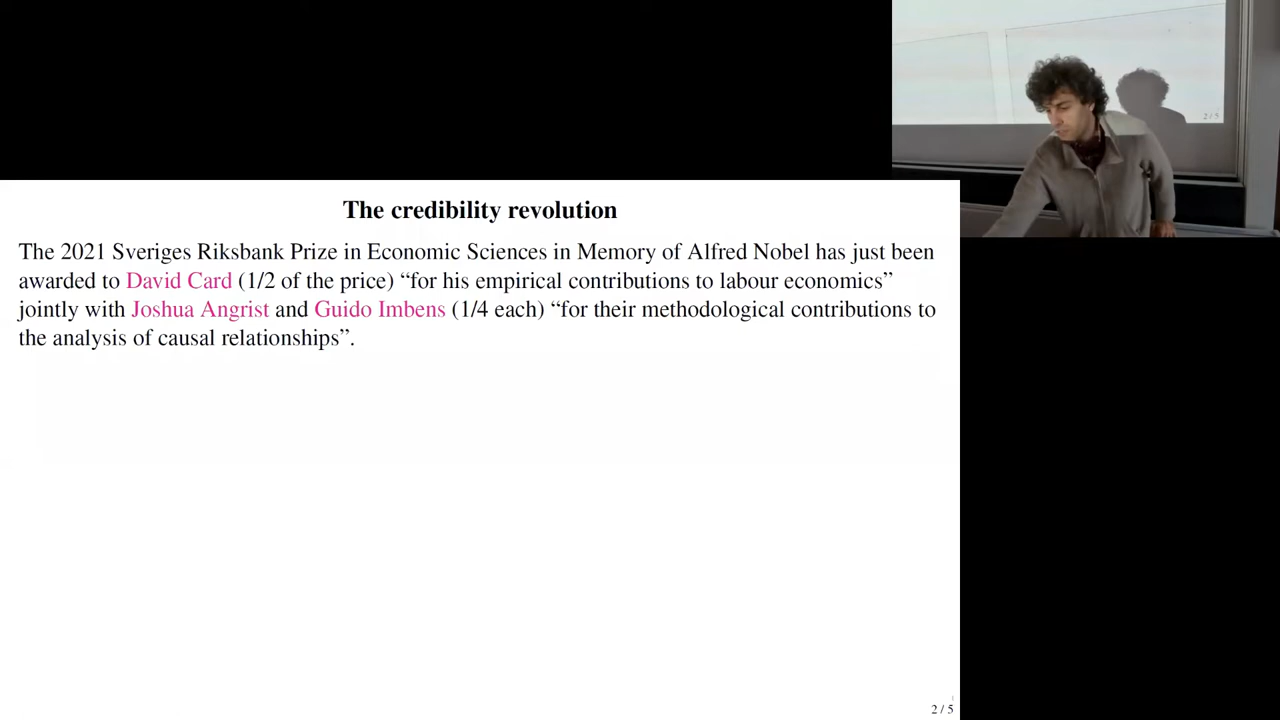 The credibility revolution
The 2021 Sveriges Riksbank Prize in Economic Sciences in Memory of Alfred Nobel has just been
awarded to David Card (1/2 of the price) “for his empirical contributions to labour economics”
jointly with Joshua Angrist and Guido Imbens (1/4 each) “for their methodological contributions to
the analysis of causal relationships”.
2 / 5
2 / 5